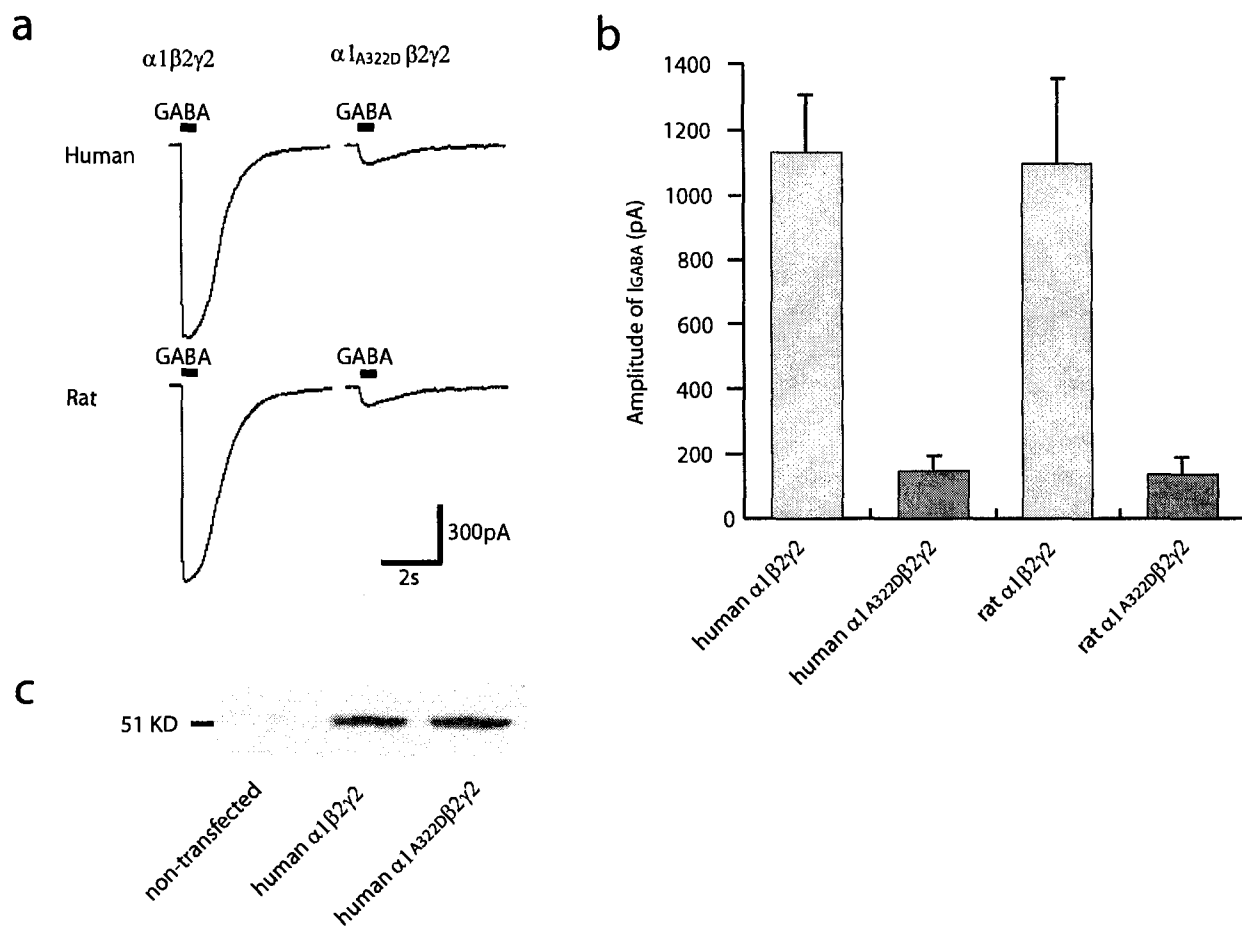 a
α1β2γ2
α1A322D β2γ2
GABA
GABA
Human
GABA
GABA
Rat
300pA
2s
b
Amplitude of IGABA (pA)
1400
1200
1000
800
600
400
200
0
human α1β2γ2
human α1A322Dβ2γ2
rat α1β2γ2
rat α1A322Dβ2γ2
c
51 KD
non-transfected
human α1β2γ2
human α1A322Dβ2γ2